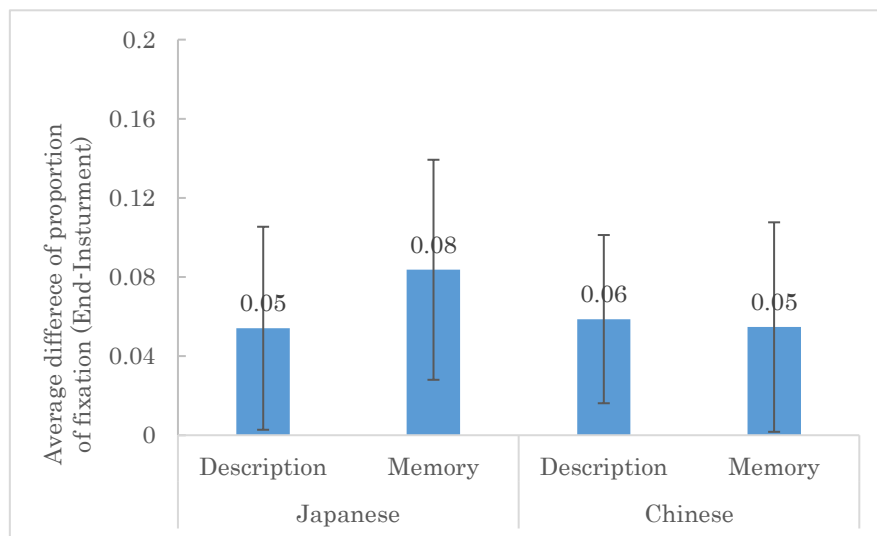 Average differece of proportion
of fixation (End-Insturment)
0.2
0.16
0.12
0.08
0.04
0
0.05
0.08
0.06
0.05
Description
Memory
Description
Memory
Japanese
Chinese